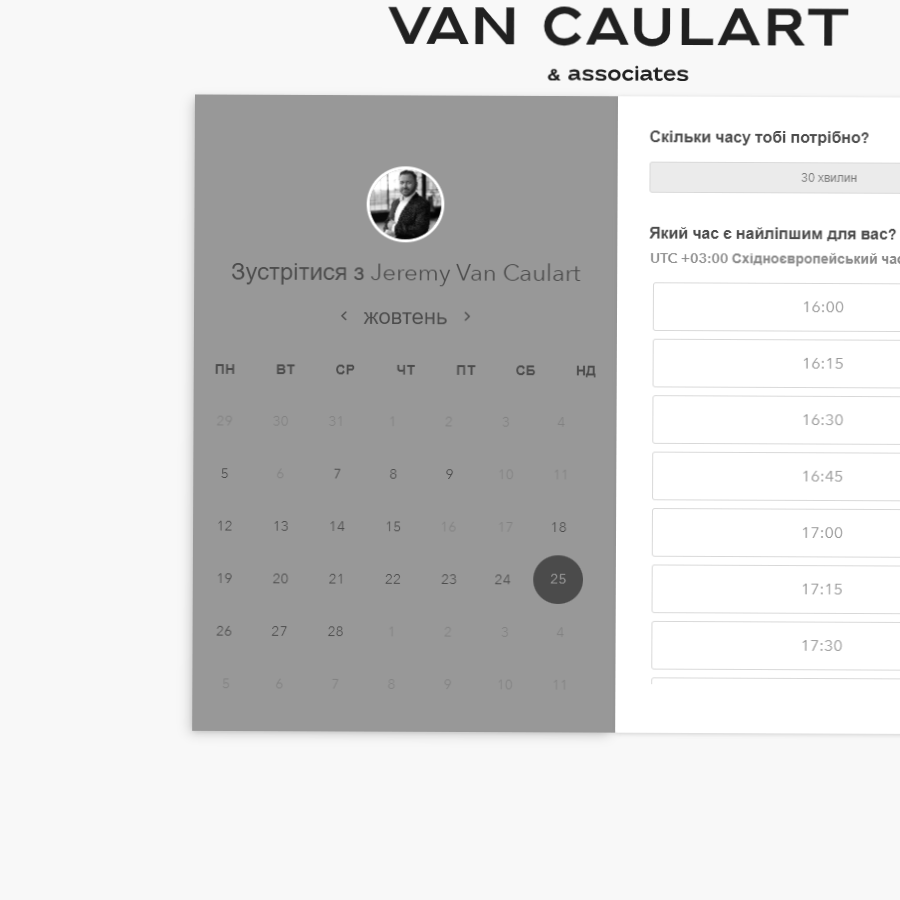 VAN CAULART
& associates
Зустрітися з Jeremy Van Caulart
жовтень
ПН ВТ СР ЧТ ПТ СБ НД
29 30 31 1 2 3 4
5 6 7 8 9 10 11
12 13 14 15 16 17 18
19 20 21 22 23 24 25
26 27 28 1 2 3 4
5 6 7 8 9 10 11
Скільки часу тобі потрібно?
30 хвилин
Який час є найліпшим для вас?
UTC +03:00 Східноєвропейський час
16:00
16:15
16:30
16:45
17:00
17:15
17:30